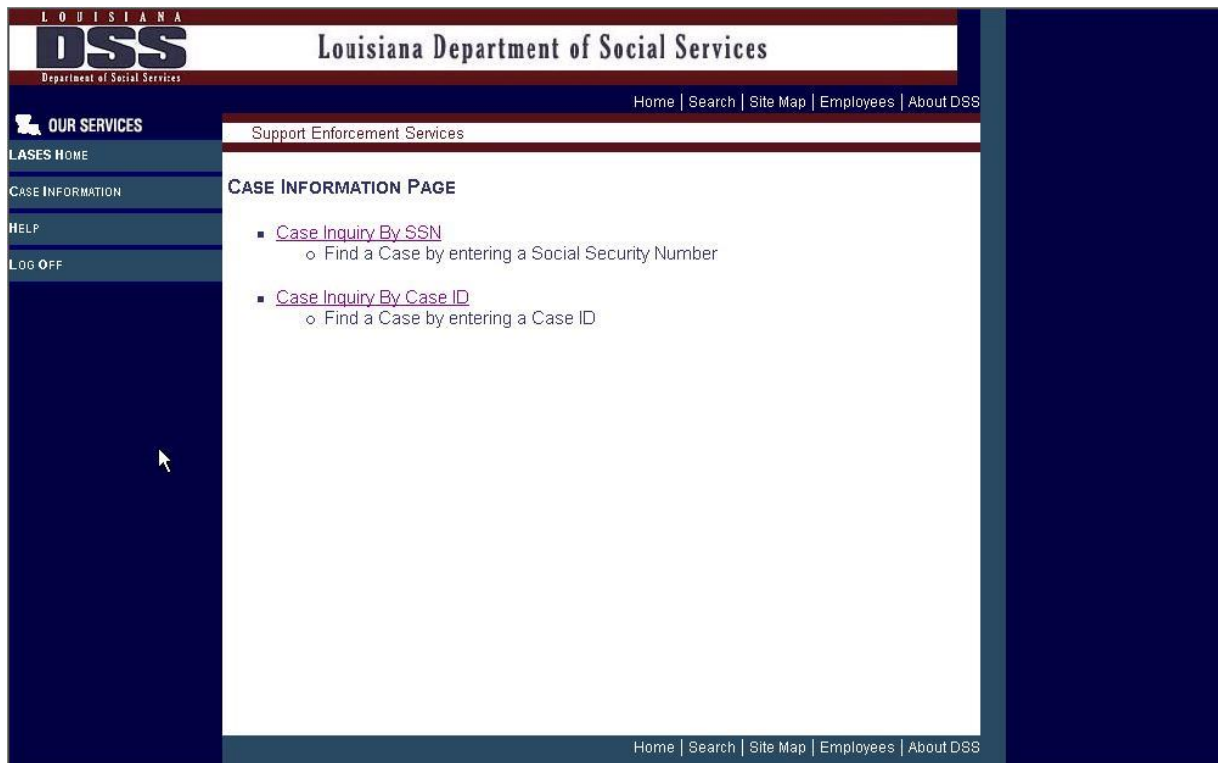 LOUISIANA
DSS
Department of Social Services
Louisiana Department of Social Services
Home | Search | Site Map | Employees | About DSS
OUR SERVICES
Support Enforcement Services
LASES HOME
CASE INFORMATION
HELP
LOG OFF
CASE INFORMATION PAGE
Case Inquiry By SSN
Find a Case by entering a Social Security Number
Case Inquiry By Case ID
Find a Case by entering a Case ID
Home | Search | Site Map | Employees | About DSS